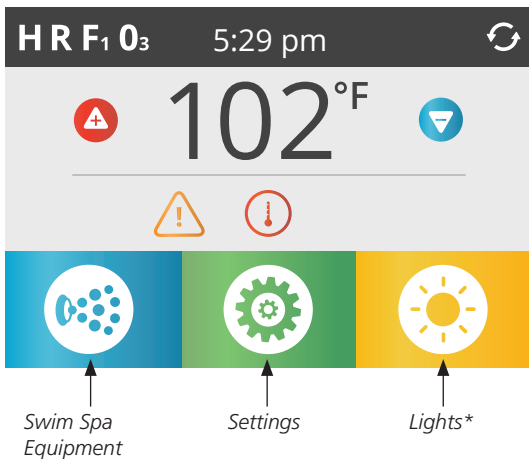 H R F1 03 5:29 pm
102°F
Swim Spa Equipment
Settings
Lights*